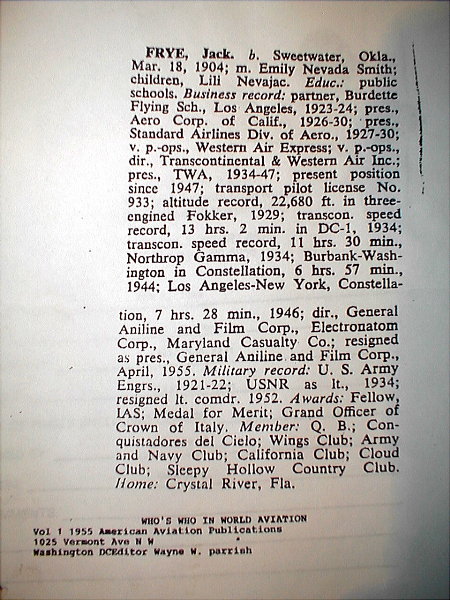 FRYE, Jack. b. Sweetwater, Okla.,
Mar. 18, 1904; m. Emily Nevada Smith;
children, Lili Nevajac. Educ.: public
schools. Business record: partner, Burdette
Flying Sch., Los Angeles, 1923-24; pres.,
Aero Corp. of Calif., 1926-30; pres.,
Standard Airlines Div. of Aero., 1927-30;
v. p.-ops., Western Air Express; v. p.-ops.,
dir., Transcontinental & Western Air Inc.;
pres., TWA, 1934-47; present position
since 1947; transport pilot license No.
933; altitude record, 22,680 ft. in three-
engined Fokker, 1929; transcon. speed
record, 13 hrs. 2 min. in DC-1, 1934;
transcon. speed record, 11 hrs. 30 min.,
Northrop Gamma, 1934; Burbank-Wash-
ington in Constellation, 6 hrs. 57 min.,
1944; Los Angeles-New York, Constella-
tion, 7 hrs. 28 min., 1946; dir., General
Aniline and Film Corp., Electronatom
Corp., Maryland Casualty Co.; resigned
as pres., General Aniline and Film Corp.,
April, 1955. Military record: U. S. Army
Engrs., 1921-22; USNR as lt., 1934;
resigned lt. comdr. 1952. Awards: Fellow,
IAS; Medal for Merit; Grand Officer of
Crown of Italy. Member: Q. B.; Con-
quistadores del Cielo; Wings Club; Army
and Navy Club; California Club; Cloud
Club; Sleepy Hollow Country Club.
Home: Crystal River, Fla.
WHO'S WHO IN WORLD AVIATION
Vol 1 1955 American Aviation Publications
1025 Vermont Ave N W
Washington DCEditor Wayne W. parrish